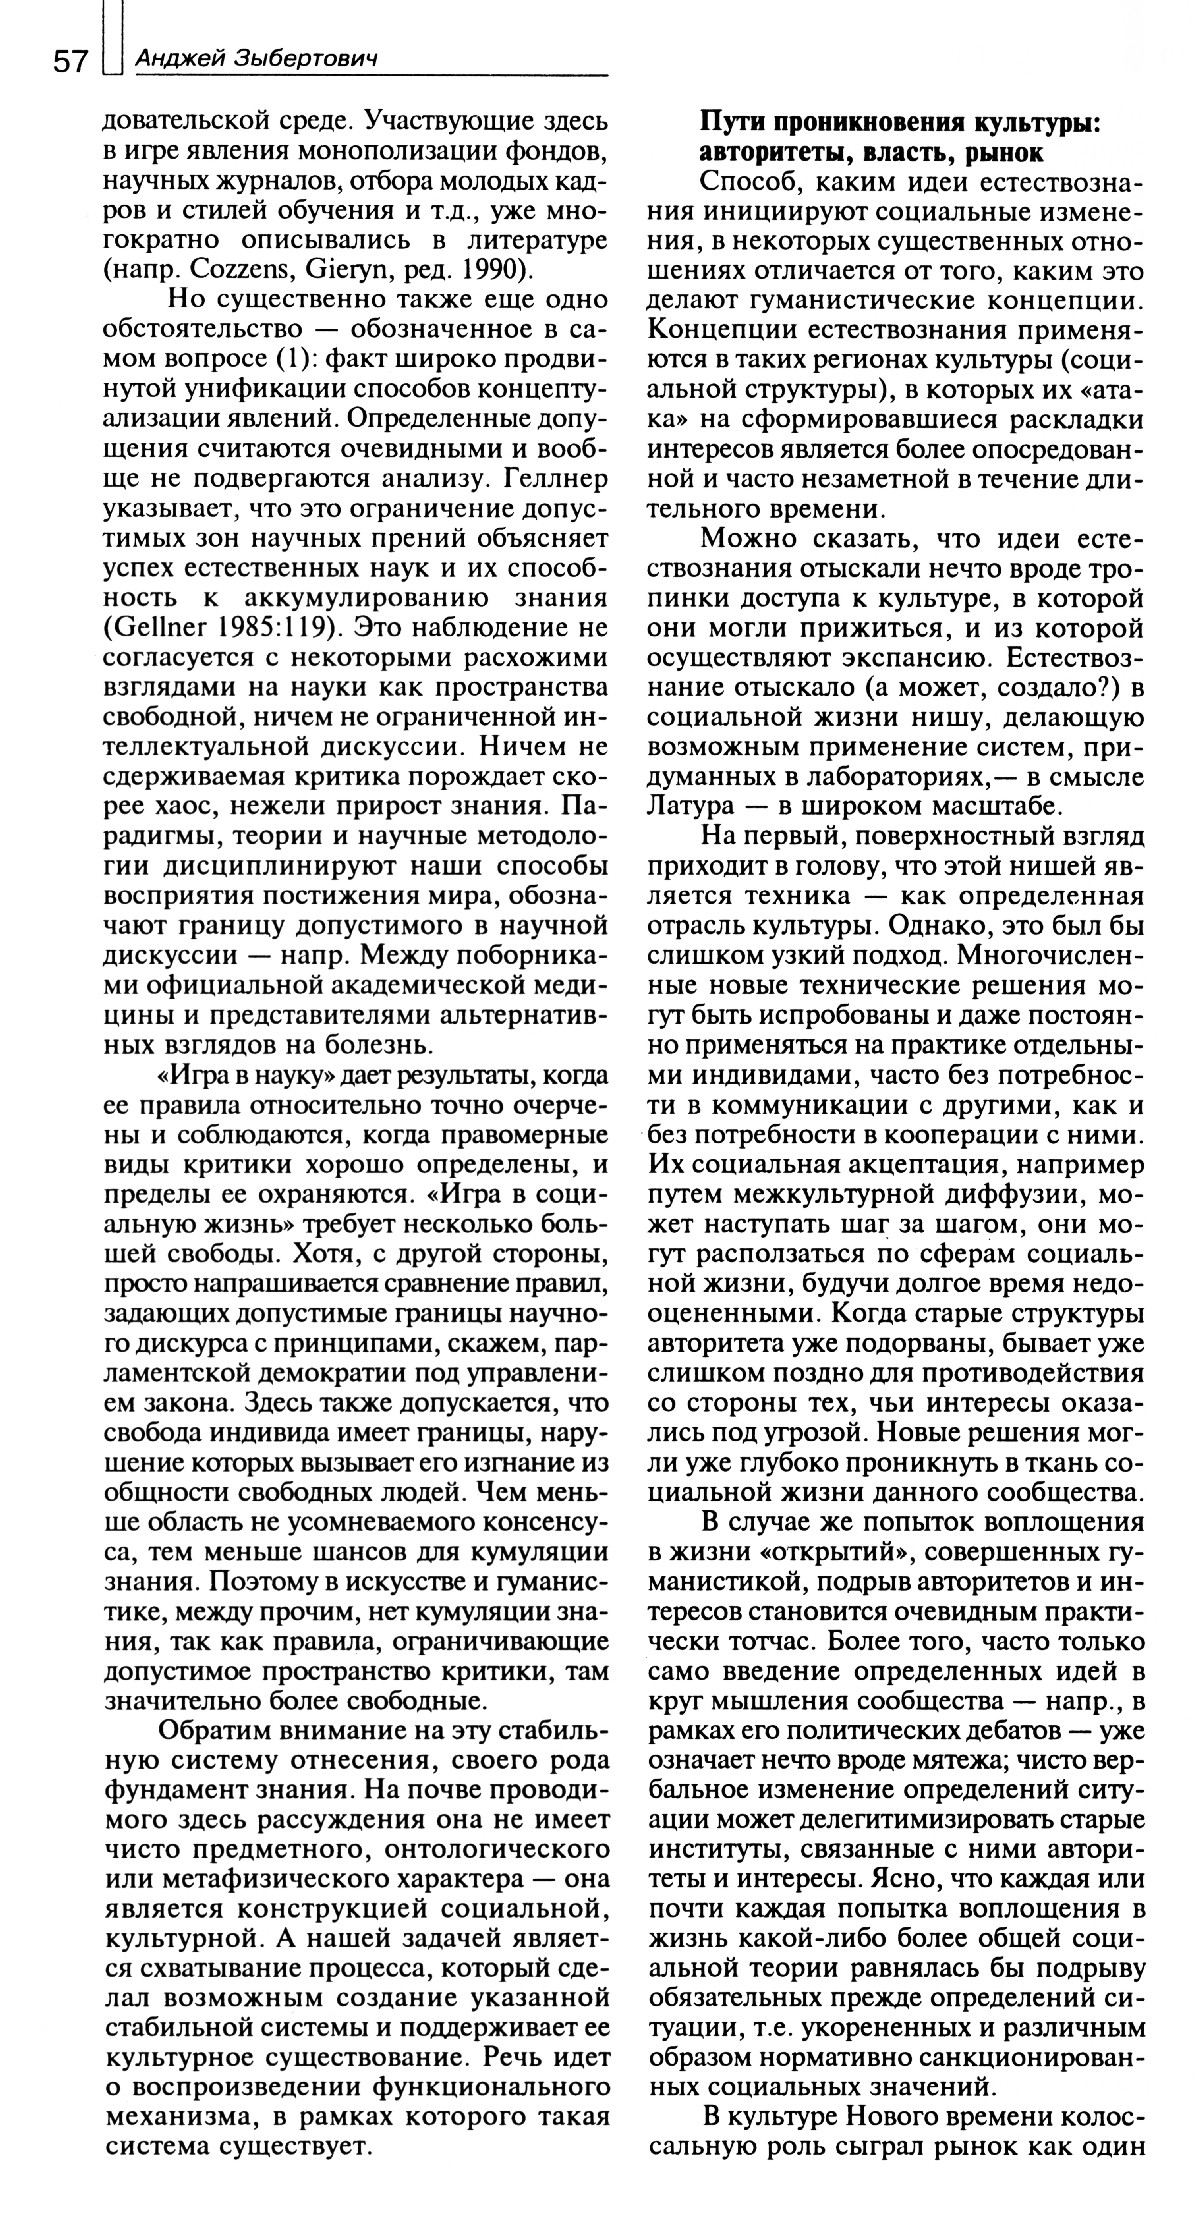 57
Анджей Зыбертович
довательской среде. Участвующие здесь
в игре явления монополизации фондов,
научных журналов, отбора молодых кад-
ров и стилей обучения и т.д., уже мно-
гократно описывались в литературе
(напр. Cozzens, Gieryn, ред. 1990).
Но существенно также еще одно
обстоятельство — обозначенное в са-
мом вопросе (1): факт широко продви-
нутой унификации способов концепту-
ализации явлений. Определенные допу-
щения считаются очевидными и вооб-
ще не подвергаются анализу. Геллнер
указывает, что это ограничение допус-
тимых зон научных прений объясняет
успех естественных наук и их способ-
ность к аккумулированию знания
(Gellner 1985:119). Это наблюдение не
согласуется с некоторыми расхожими
взглядами на науки как пространства
свободной, ничем не ограниченной ин-
теллектуальной дискуссии. Ничем не
сдерживаемая критика порождает ско-
рее хаос, нежели прирост знания. Па-
радигмы, теории и научные методоло-
гии дисциплинируют наши способы
восприятия постижения мира, обозна-
чают границу допустимого в научной
дискуссии — напр. Между поборника-
ми официальной академической меди-
цины и представителями альтернатив-
ных взглядов на болезнь.
«Игра в науку» дает результаты, когда
ее правила относительно точно очерче-
ны и соблюдаются, когда правомерные
виды критики хорошо определены, и
пределы ее охраняются. «Игра в соци-
альную жизнь» требует несколько боль-
шей свободы. Хотя, с другой стороны,
просто напрашивается сравнение правил,
задающих допустимые границы научно-
го дискурса с принципами, скажем, пар-
ламентской демократии под управлени-
ем закона. Здесь также допускается, что
свобода индивида имеет границы, нару-
шение которых вызывает его изгнание из
общности свободных людей. Чем мень-
ше область не усомневаемого консенсу-
са, тем меньше шансов для кумуляции
знания. Поэтому в искусстве и гуманис-
тике, между прочим, нет кумуляции зна-
ния, так как правила, ограничивающие
допустимое пространство критики, там
значительно более свободные.
Обратим внимание на эту стабиль-
ную систему отнесения, своего рода
фундамент знания. На почве проводи-
мого здесь рассуждения она не имеет
чисто предметного, онтологического
или метафизического характера — она
является конструкцией социальной,
культурной. А нашей задачей являет-
ся схватывание процесса, который сде-
лал возможным создание указанной
стабильной системы и поддерживает ее
культурное существование. Речь идет
о воспроизведении функционального
механизма, в рамках которого такая
система существует.
Пути проникновения культуры:
авторитеты, власть, рынок
Способ, каким идеи естествозна-
ния инициируют социальные измене-
ния, в некоторых существенных отно-
шениях отличается от того, каким это
делают гуманистические концепции.
Концепции естествознания применя-
ются в таких регионах культуры (соци-
альной структуры), в которых их «ата-
ка» на сформировавшиеся раскладки
интересов является более опосредован-
ной и часто незаметной в течение дли-
тельного времени.
Можно сказать, что идеи есте-
ствознания отыскали нечто вроде тро-
пинки доступа к культуре, в которой
они могли прижиться, и из которой
осуществляют экспансию. Естествоз-
нание отыскало (а может, создало?) в
социальной жизни нишу, делающую
возможным применение систем, при-
думанных в лабораториях,— в смысле
Латура — в широком масштабе.
На первый, поверхностный взгляд
приходит в голову, что этой нишей яв-
ляется техника — как определенная
отрасль культуры. Однако, это был бы
слишком узкий подход. Многочислен-
ные новые технические решения мо-
гут быть испробованы и даже постоян-
но применяться на практике отдельны-
ми индивидами, часто без потребнос-
ти в коммуникации с другими, как и
без потребности в кооперации с ними.
Их социальная акцептация, например
путем межкультурной диффузии, мо-
жет наступать шаг за шагом, они мо-
гут расползаться по сферам социаль-
ной жизни, будучи долгое время недо-
оцененными. Когда старые структуры
авторитета уже подорваны, бывает уже
слишком поздно для противодействия
со стороны тех, чьи интересы оказа-
лись под угрозой. Новые решения мог-
ли уже глубоко проникнуть в ткань со-
циальной жизни данного сообщества.
В случае же попыток воплощения
в жизни «открытий», совершенных гу-
манистикой, подрыв авторитетов и ин-
тересов становится очевидным практи-
чески тотчас. Более того, часто только
само введение определенных идей в
круг мышления сообщества — напр., в
рамках его политических дебатов — уже
означает нечто вроде мятежа; чисто вер-
бальное изменение определений ситу-
ации может делегитимизировать старые
институты, связанные с ними автори-
теты и интересы. Ясно, что каждая или
почти каждая попытка воплощения в
жизнь какой-либо более общей соци-
альной теории равнялась бы подрыву
обязательных прежде определений си-
туации, т.е. укорененных и различным
образом нормативно санкционирован-
ных социальных значений.
В культуре Нового времени колос-
сальную роль сыграл рынок как один